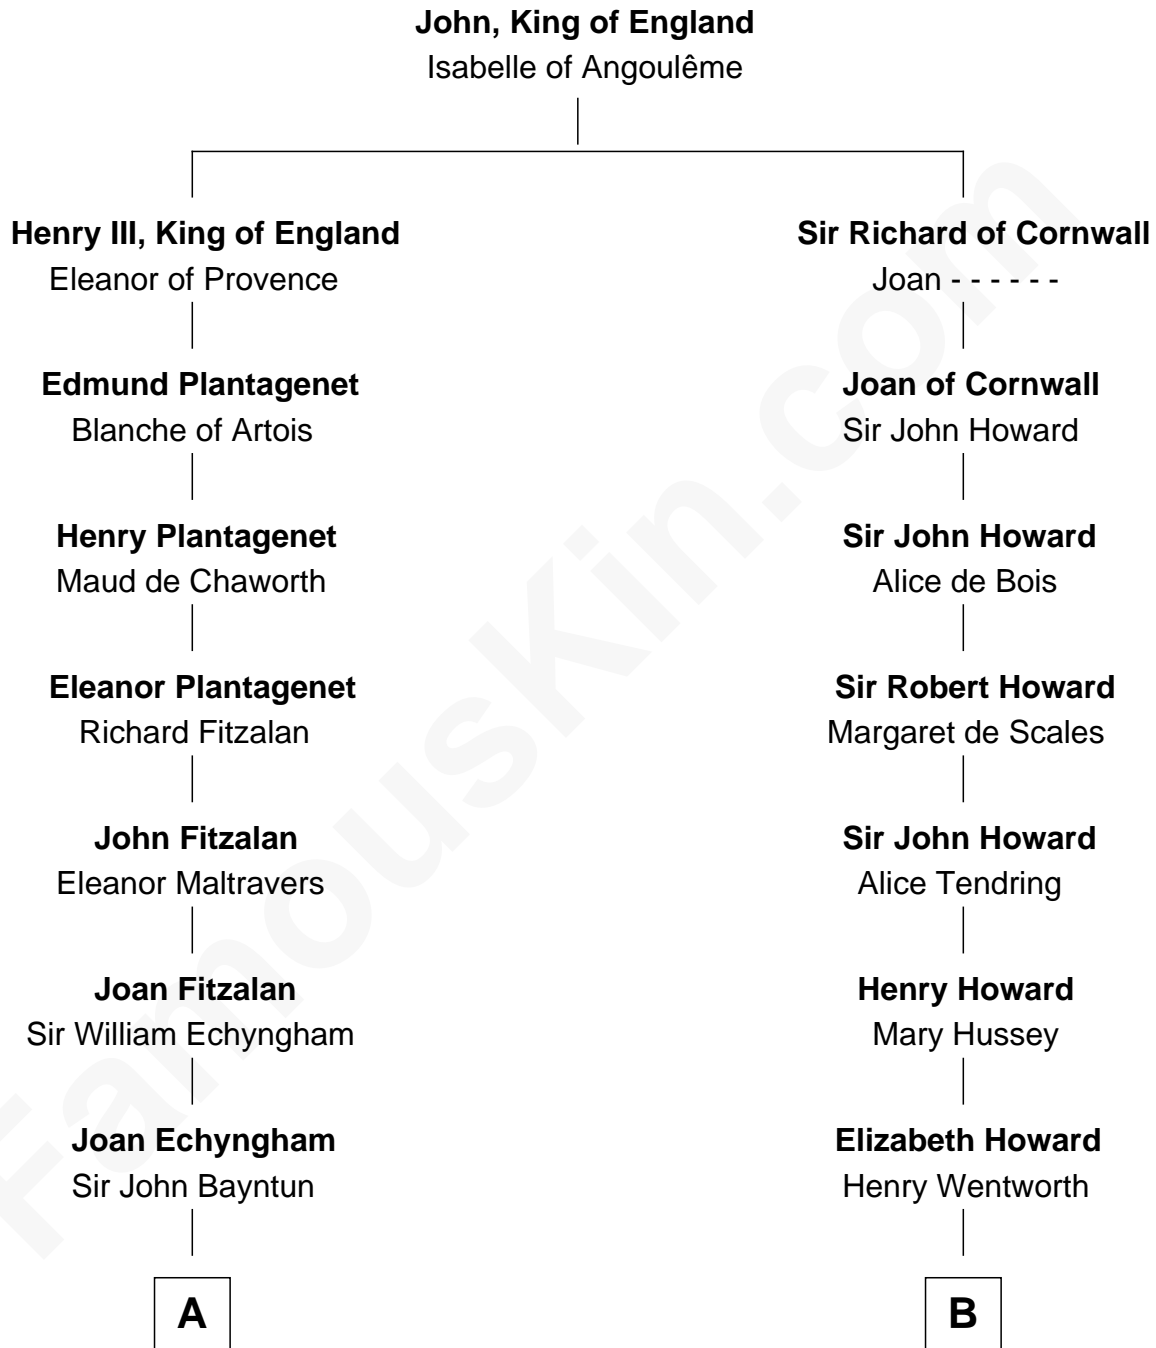 John, King of England
Isabelle of Angoulême
Henry III, King of England
Eleanor of Provence
Edmund Plantagenet
Blanche of Artois
Henry Plantagenet
Maud de Chaworth
Eleanor Plantagenet
Richard Fitzalan
John Fitzalan
Eleanor Maltravers
Joan Fitzalan
Sir William Echyngham
Joan Echyngham
Sir John Bayntun
A
Sir Richard of Cornwall
Joan - - - - - -
Joan of Cornwall
Sir John Howard
Sir John Howard
Alice de Bois
Sir Robert Howard
Margaret de Scales
Sir John Howard
Alice Tendring
Henry Howard
Mary Hussey
Elizabeth Howard
Henry Wentworth
B
FamousKin.com